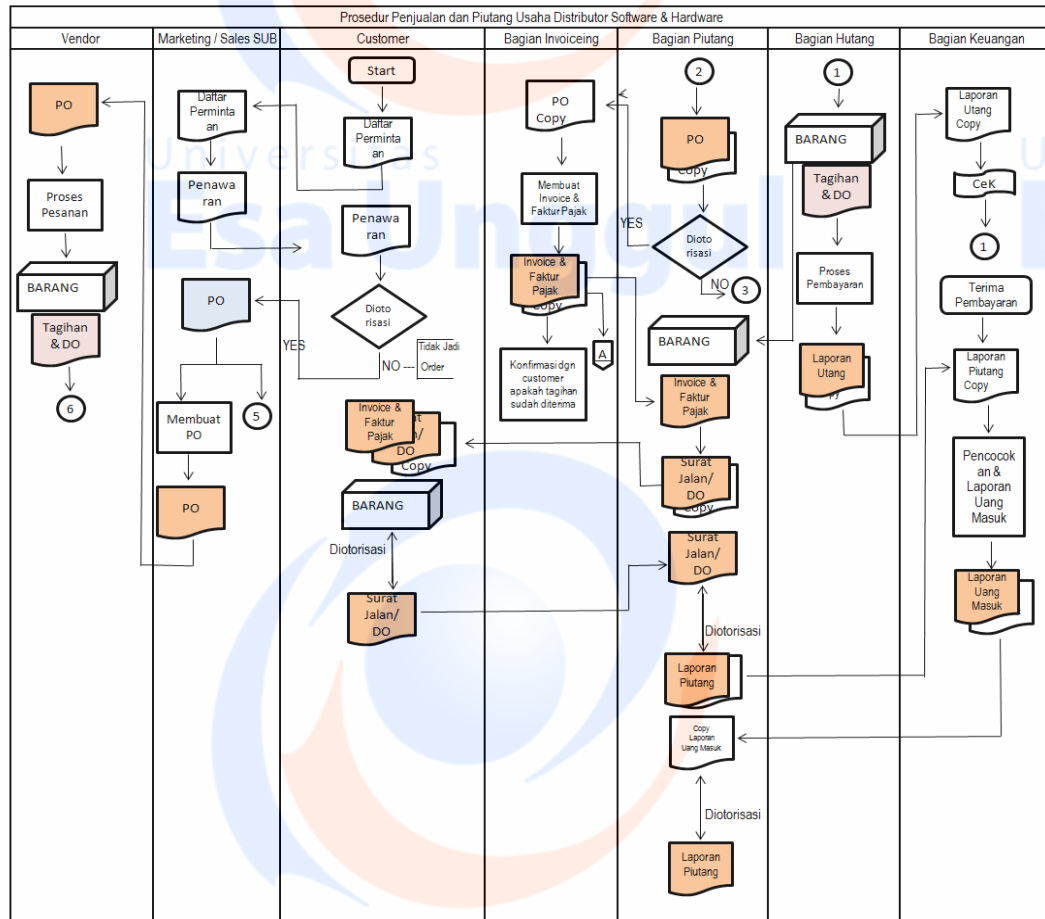 Prosedur Penjualan dan Piutang Usaha Distributor Software & Hardware
Vendor
Marketing / Sales SUB
Customer
Bagian Invoiceing
Bagian Piutang
Bagian Hutang
Bagian Keuangan
PO
Proses
Pesanan
BARANG
Tagihan
& DO
6
Daftar
Perminta
an
Penawa
ran
PO
YES
Membuat
PO
5
PO
Start
Daftar
Perminta
an
Penawa
ran
Dioto
risasi
NO ---
Tidak Jadi
Order
Invoice &
Faktur
Pajak
DO
Copy
BARANG
Diotorisasi
Surat
Jalan/
DO
PO
Copy
Membuat
Invoice &
Faktur Pajak
Invoice &
Faktur
Pajak
Copy
A
Konfirmasi dgn
customer
apakah tagihan
sudah diterima
2
PO
Copy
YES
Dioto
risasi
NO
3
BARANG
Invoice &
Faktur
Pajak
Surat
Jalan/
DO
Copy
Surat
Jalan/
DO
Diotorisasi
Laporan
Piutang
Copy
Laporan
Uang Masuk
Diotorisasi
Laporan
Piutang
1
BARANG
Tagihan
& DO
Proses
Pembayaran
Laporan
Utang
Laporan
Utang
Copy
CeK
1
Terima
Pembayaran
Laporan
Piutang
Copy
Pencocok
an &
Laporan
Uang
Masuk
Laporan
Uang
Masuk
Universitas
Esa Unggul